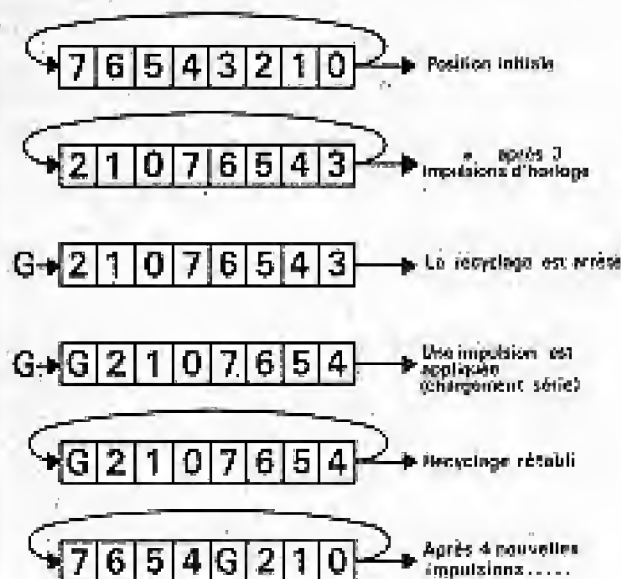 7 6 5 4 3 2 1 0 Position initiale
2 1 0 7 6 5 4 3 après 3
impulsions d'horloge
G 2 1 0 7 6 5 4 3 Le recyclage est arrêté
G G 2 1 0 7 6 5 4 Une impulsion est
appliquée
(chargement série)
G 2 1 0 7 6 5 4 Recyclage rétabli
7 6 5 4 G 2 1 0 Après 4 nouvelles
impulsions.....